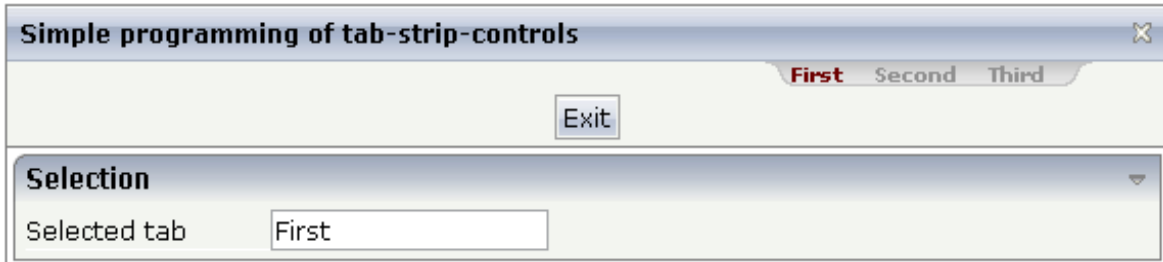 Simple programming of tab-strip-controls
First Second Third
Exit
Selection
Selected tab First